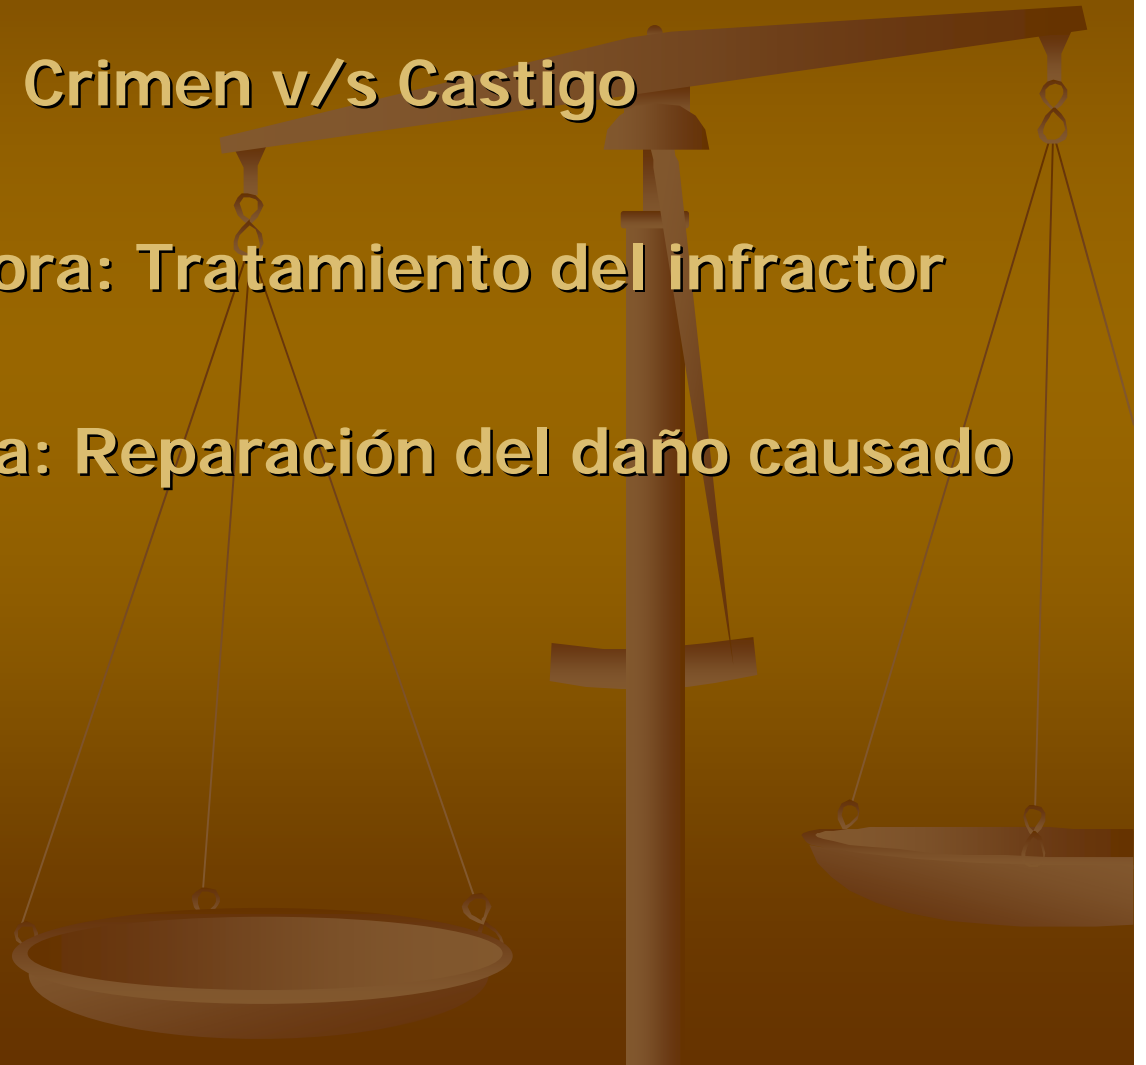 Crimen v/s Castigo
ora: Tratamiento del infractor
a: Reparación del daño causado